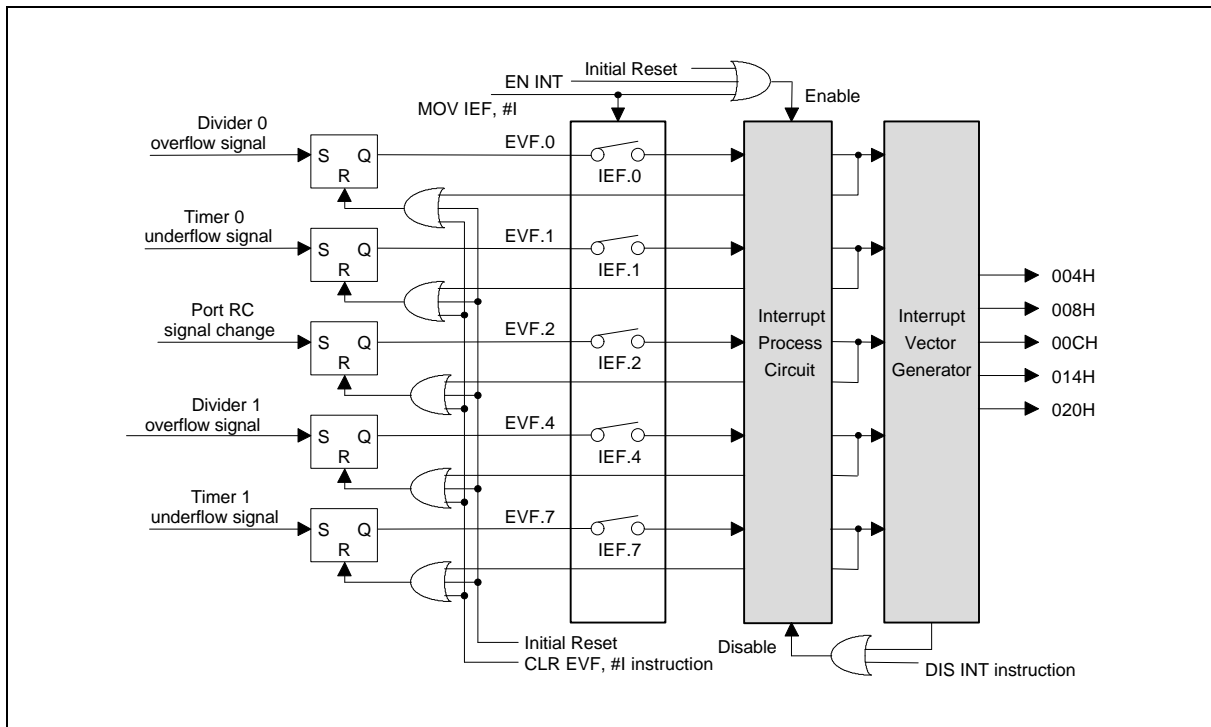 Initial Reset
EN INT
MOV IEF, #I
Enable
Divider 0
overflow signal
S Q
R
EVF.0
IEF.0
Timer 0
underflow signal
S Q
R
EVF.1
IEF.1
Port RC
signal change
S Q
R
EVF.2
IEF.2
Divider 1
overflow signal
S Q
R
EVF.4
IEF.4
Timer 1
underflow signal
S Q
R
EVF.7
IEF.7
Interrupt
Process
Circuit
Interrupt
Vector
Generator
004H
008H
00CH
014H
020H
Initial Reset
CLR EVF, #I instruction
Disable
DIS INT instruction